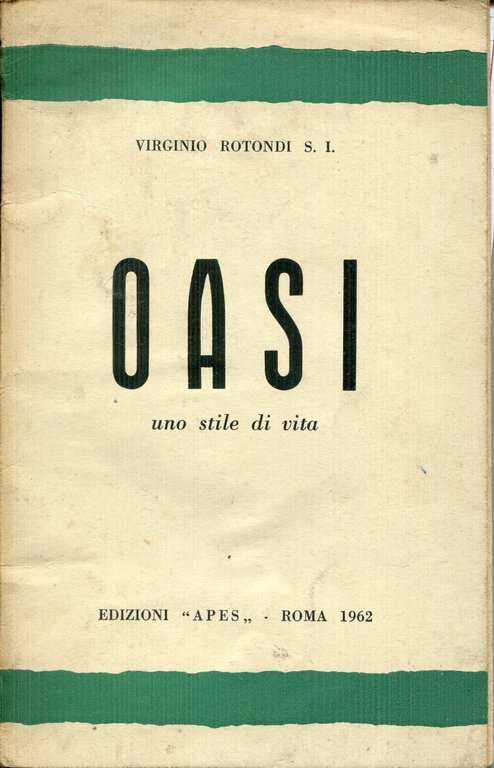 VIRGINIO ROTONDI S. I.
OASI
uno stile di vita
EDIZIONI “APES„ - ROMA 1962